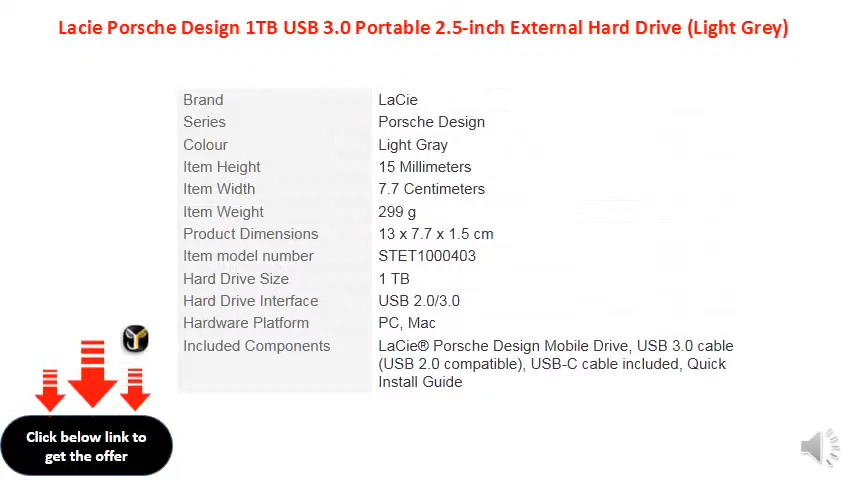 Lacie Porsche Design 1TB USB 3.0 Portable 2.5-inch External Hard Drive (Light Grey)
Brand LaCie
Series Porsche Design
Colour Light Gray
Item Height 15 Millimeters
Item Width 7.7 Centimeters
Item Weight 299 g
Product Dimensions 13 x 7.7 x 1.5 cm
Item model number STET1000403
Hard Drive Size 1 TB
Hard Drive Interface USB 2.0/3.0
Hardware Platform PC, Mac
Included Components LaCie® Porsche Design Mobile Drive, USB 3.0 cable
(USB 2.0 compatible), USB-C cable included, Quick
Install Guide
Click below link to
get the offer